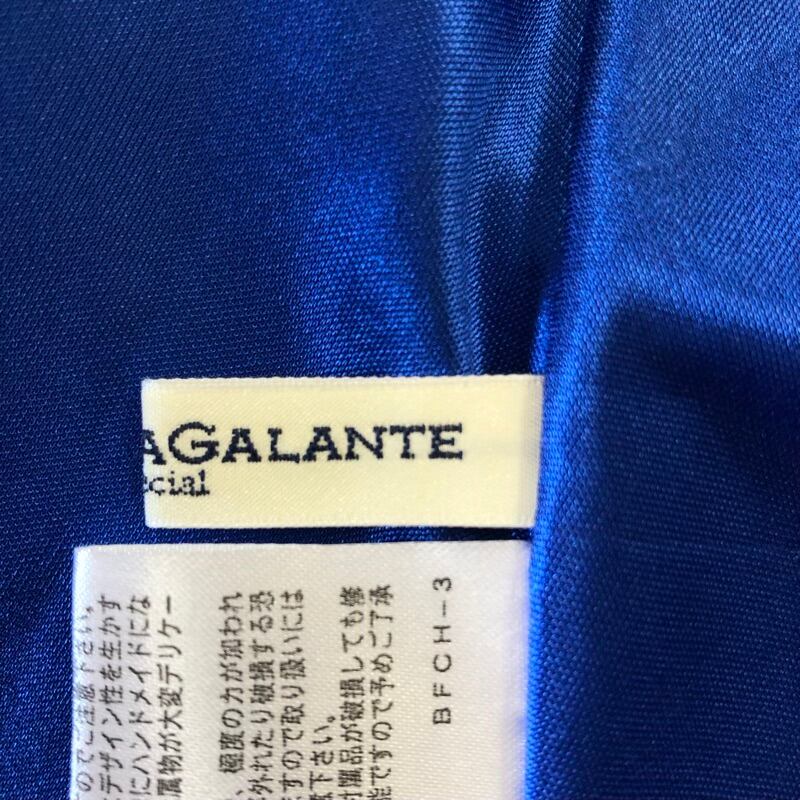 AGALANTE
ecial
のでご注意下さい。
デザイン性を生かす
にハンドメイドにな
属物が大変デリケー
、極度の力が加われ
外れたり破損する恐
ますので取り扱いには
下さい。
付属品が破損しても修
能ですので予めご了承
BFCH-3